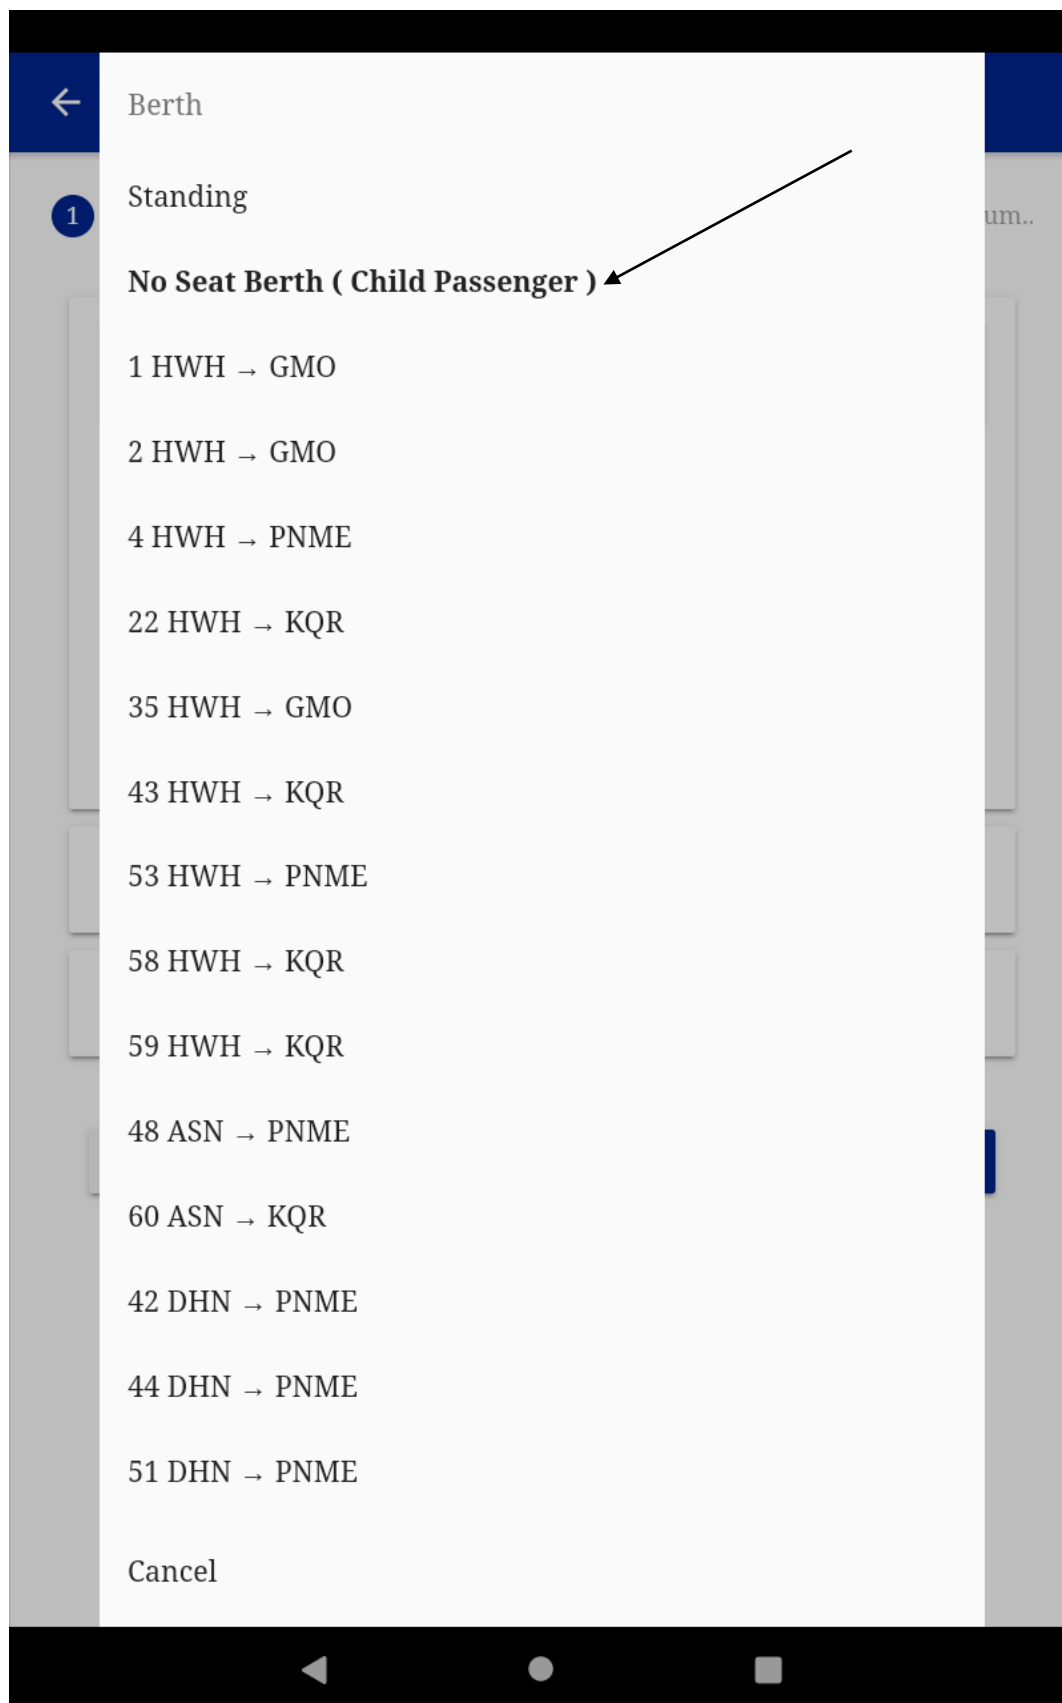 Berth
Standing
1
um..
No Seat Berth ( Child Passenger )
1 HWH → GMO
2 HWH → GMO
4 HWH → PNME
22 HWH → KQR
35 HWH → GMO
43 HWH → KQR
53 HWH → PNME
58 HWH → KQR
59 HWH → KQR
48 ASN → PNME
60 ASN → KQR
42 DHN → PNME
44 DHN → PNME
51 DHN → PNME
Cancel